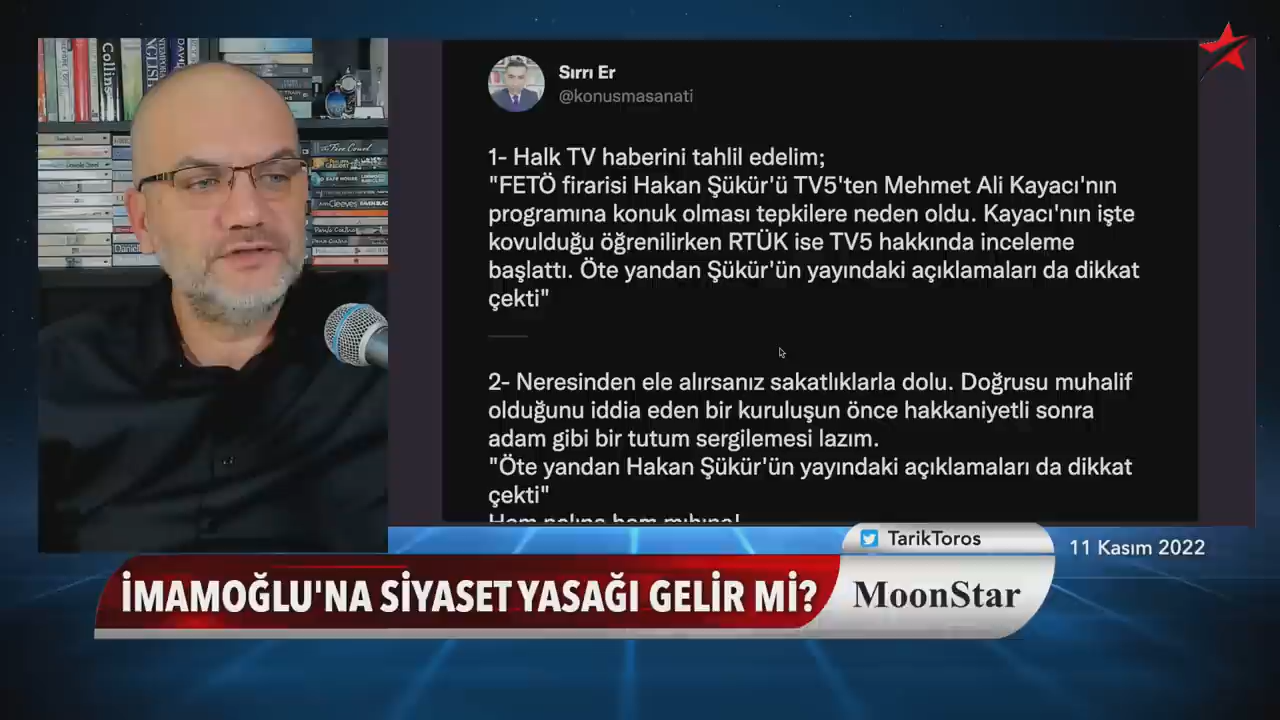 Collins
ENGLISH
Sırrı Er
@konusmasanati
1- Halk TV haberini tahlil edelim;
"FETÖ firarisi Hakan Şükür'ü TV5'ten Mehmet Ali Kayacı'nın
programına konuk olması tepkilere neden oldu. Kayacı'nın işte
kovulduğu öğrenilirken RTÜK ise TV5 hakkında inceleme
başlattı. Öte yandan Şükür'ün yayındaki açıklamaları da dikkat
çekti"
2- Neresinden ele alırsanız sakatlıklarla dolu. Doğrusu muhalif
olduğunu iddia eden bir kuruluşun önce hakkaniyetli sonra
adam gibi bir tutum sergilemesi lazım.
"Öte yandan Hakan Şükür'ün yayındaki açıklamaları da dikkat
çekti"
TarikToros
11 Kasım 2022
İMAMOĞLU'NA SİYASET YASAĞI GELİR Mİ?
MoonStar